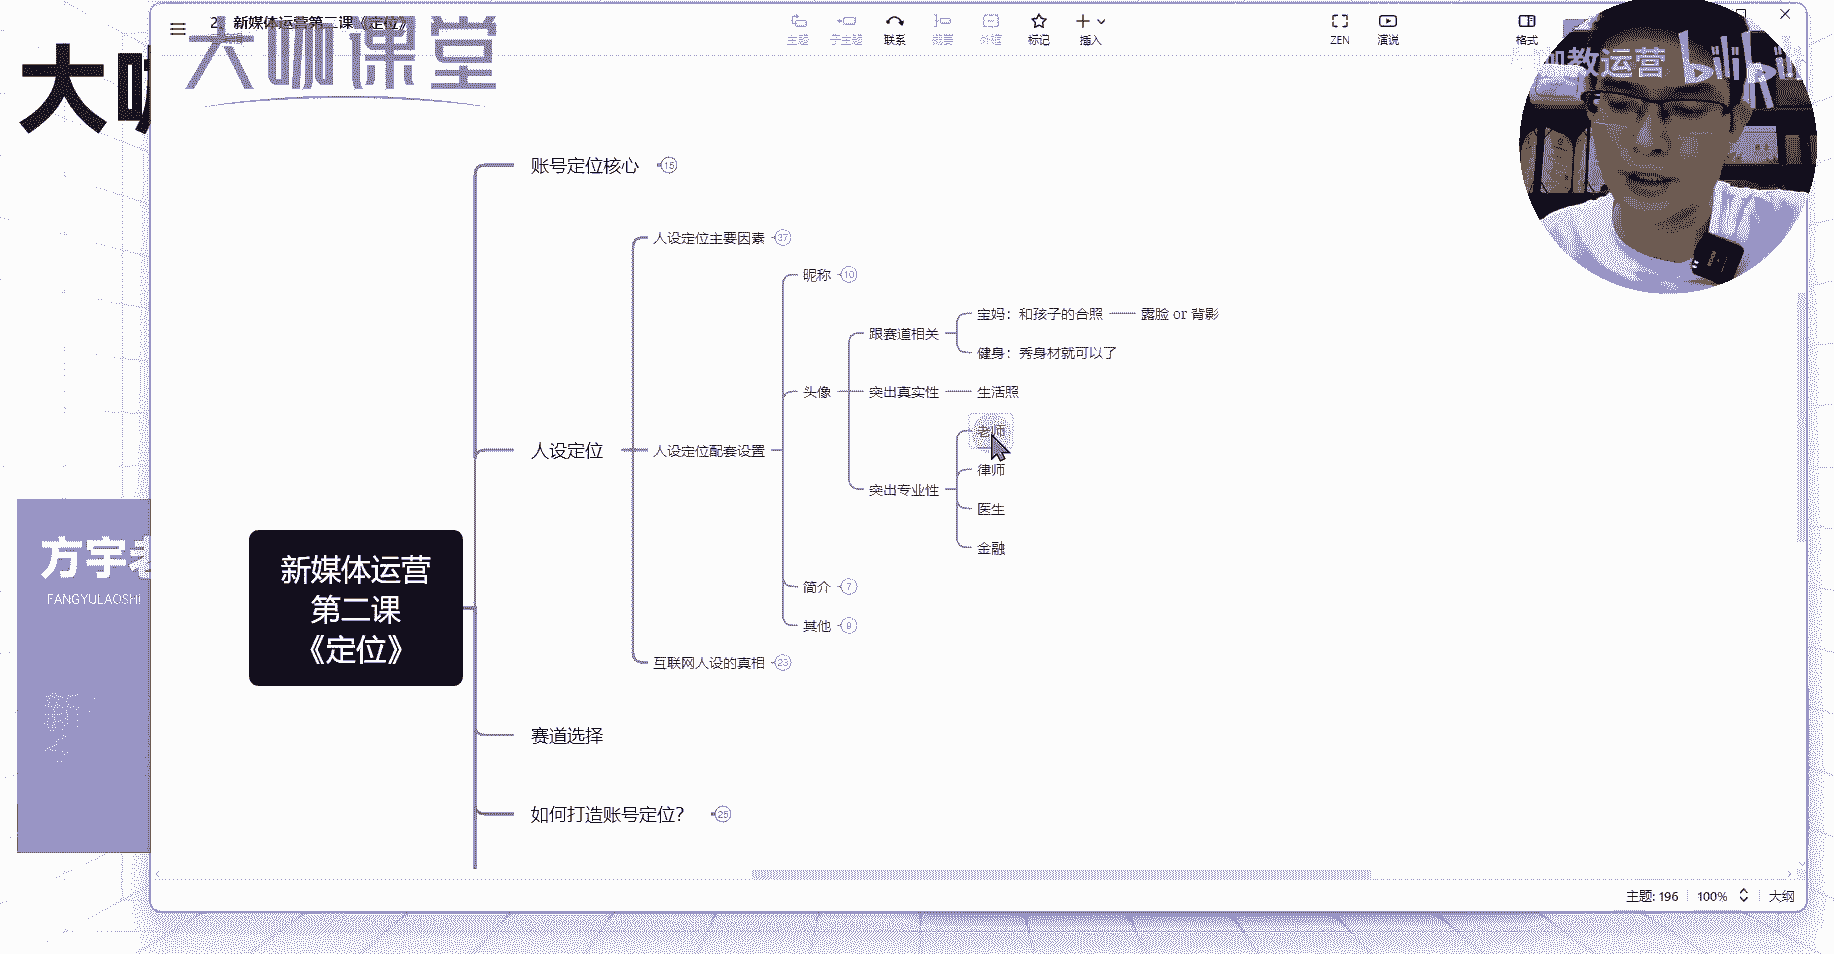 2、新媒体运营第二课《定位》
大咖课堂
主题
子主题
联系
概要
外框
标记
插入
ZEN
演说
格式
咖教运营 bilibili
大
账号定位核心 15
人设定位主要因素 37
昵称 10
宝妈：和孩子的合照
露脸 or 背影
跟赛道相关
健身：秀身材就可以了
头像
突出真实性
生活照
老师
人设定位
人设定位配套设置
律师
突出专业性
医生
金融
方宇老
FANGYULAOSHI
新媒体运营
第二课
《定位》
简介 7
其他 9
互联网人设的真相 23
赛道选择
如何打造账号定位？ 25
主题: 196
100%
大纲